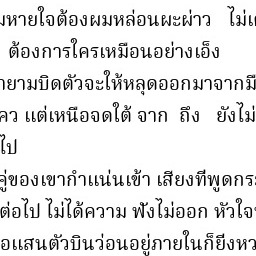 มหายใจต้องผมหล่อนผะผ่าว ไม่เ
ต้องการใครเหมือนอย่างเอ็ง
ายามบิดตัวจะให้หลุดออกมาจากมี
คว แต่เหนือจดใต้ จาก ถึง ยังไม่
ไป
คู่ของเขากำแน่นเข้า เสียงที่พูดกระ
ต่อไป ไม่ได้ความ ฟังไม่ออก หัวใจ
อแสนตัวบินว่อนอยู่ภายในก็ยิ่งหว